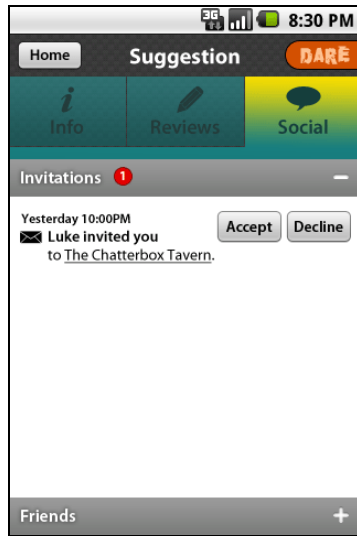 3G 8:30 PM
Home Suggestion DARE
i
Info Reviews Social
Invitations 1
Yesterday 10:00PM
Luke invited you
to The Chatterbox Tavern.
Accept Decline
Friends